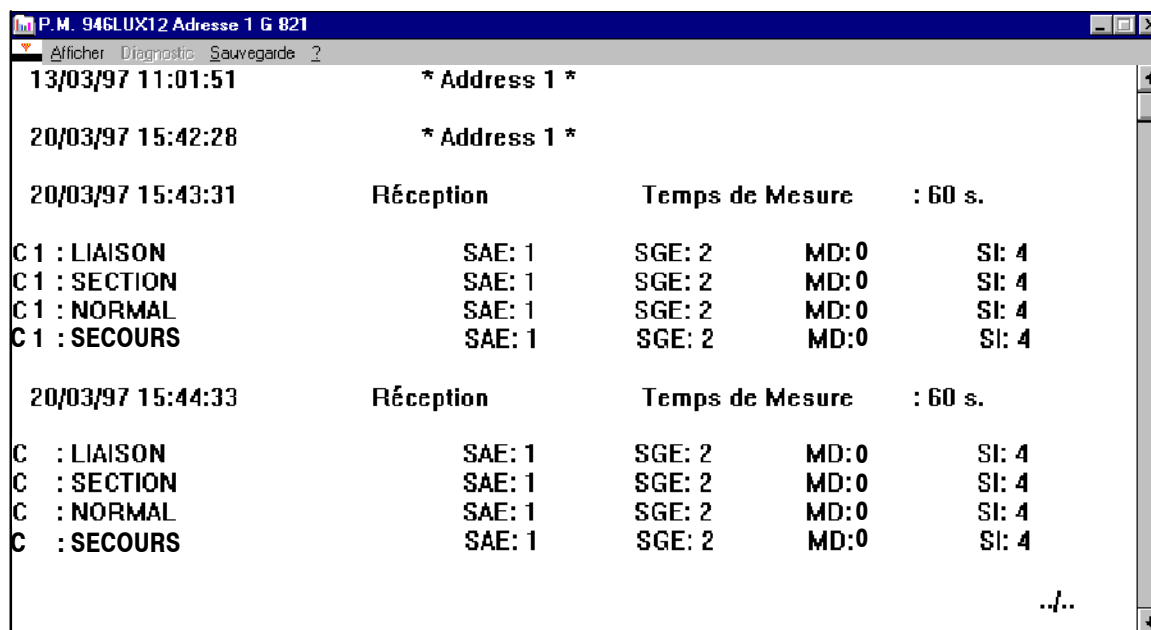 P.M. 946LUX12 Adresse 1 G 821
Afficher Diagnostic Sauvegarde ?
13/03/97 11:01:51 * Address 1 *
20/03/97 15:42:28 * Address 1 *
20/03/97 15:43:31 Réception Temps de Mesure : 60 s.
C 1 : LIAISON SAE: 1 SGE: 2 MD:0 SI: 4
C 1 : SECTION SAE: 1 SGE: 2 MD:0 SI: 4
C 1 : NORMAL SAE: 1 SGE: 2 MD:0 SI: 4
C 1 : SECOURS SAE: 1 SGE: 2 MD:0 SI: 4
20/03/97 15:44:33 Réception Temps de Mesure : 60 s.
C : LIAISON SAE: 1 SGE: 2 MD:0 SI: 4
C : SECTION SAE: 1 SGE: 2 MD:0 SI: 4
C : NORMAL SAE: 1 SGE: 2 MD:0 SI: 4
C : SECOURS SAE: 1 SGE: 2 MD:0 SI: 4
../..